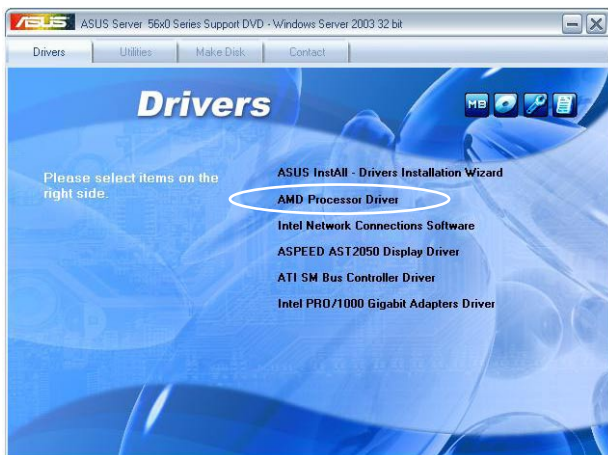 ASUS ASUS Server 56x0 Series Support DVD - Windows Server 2003 32 bit
Drivers Utilities Make Disk Contact
Drivers
MB
Please select items on the
right side.
ASUS InstAll - Drivers Installation Wizard
AMD Processor Driver
Intel Network Connections Software
ASPEED AST2050 Display Driver
ATI SM Bus Controller Driver
Intel PRO/1000 Gigabit Adapters Driver